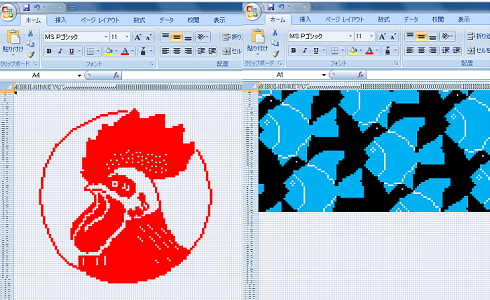 ホーム 挿入 ページ レイアウト 数式 データ 校閲 表示
MS Pゴシック 11 A A
貼り付け
B I U
クリップボード フォント 配置
A4
ホーム 挿入 ページ レイアウト 数式 データ 校閲 表示
MS Pゴシック 11 A A
貼り付け
B I U
クリップボード フォント 配置
A1